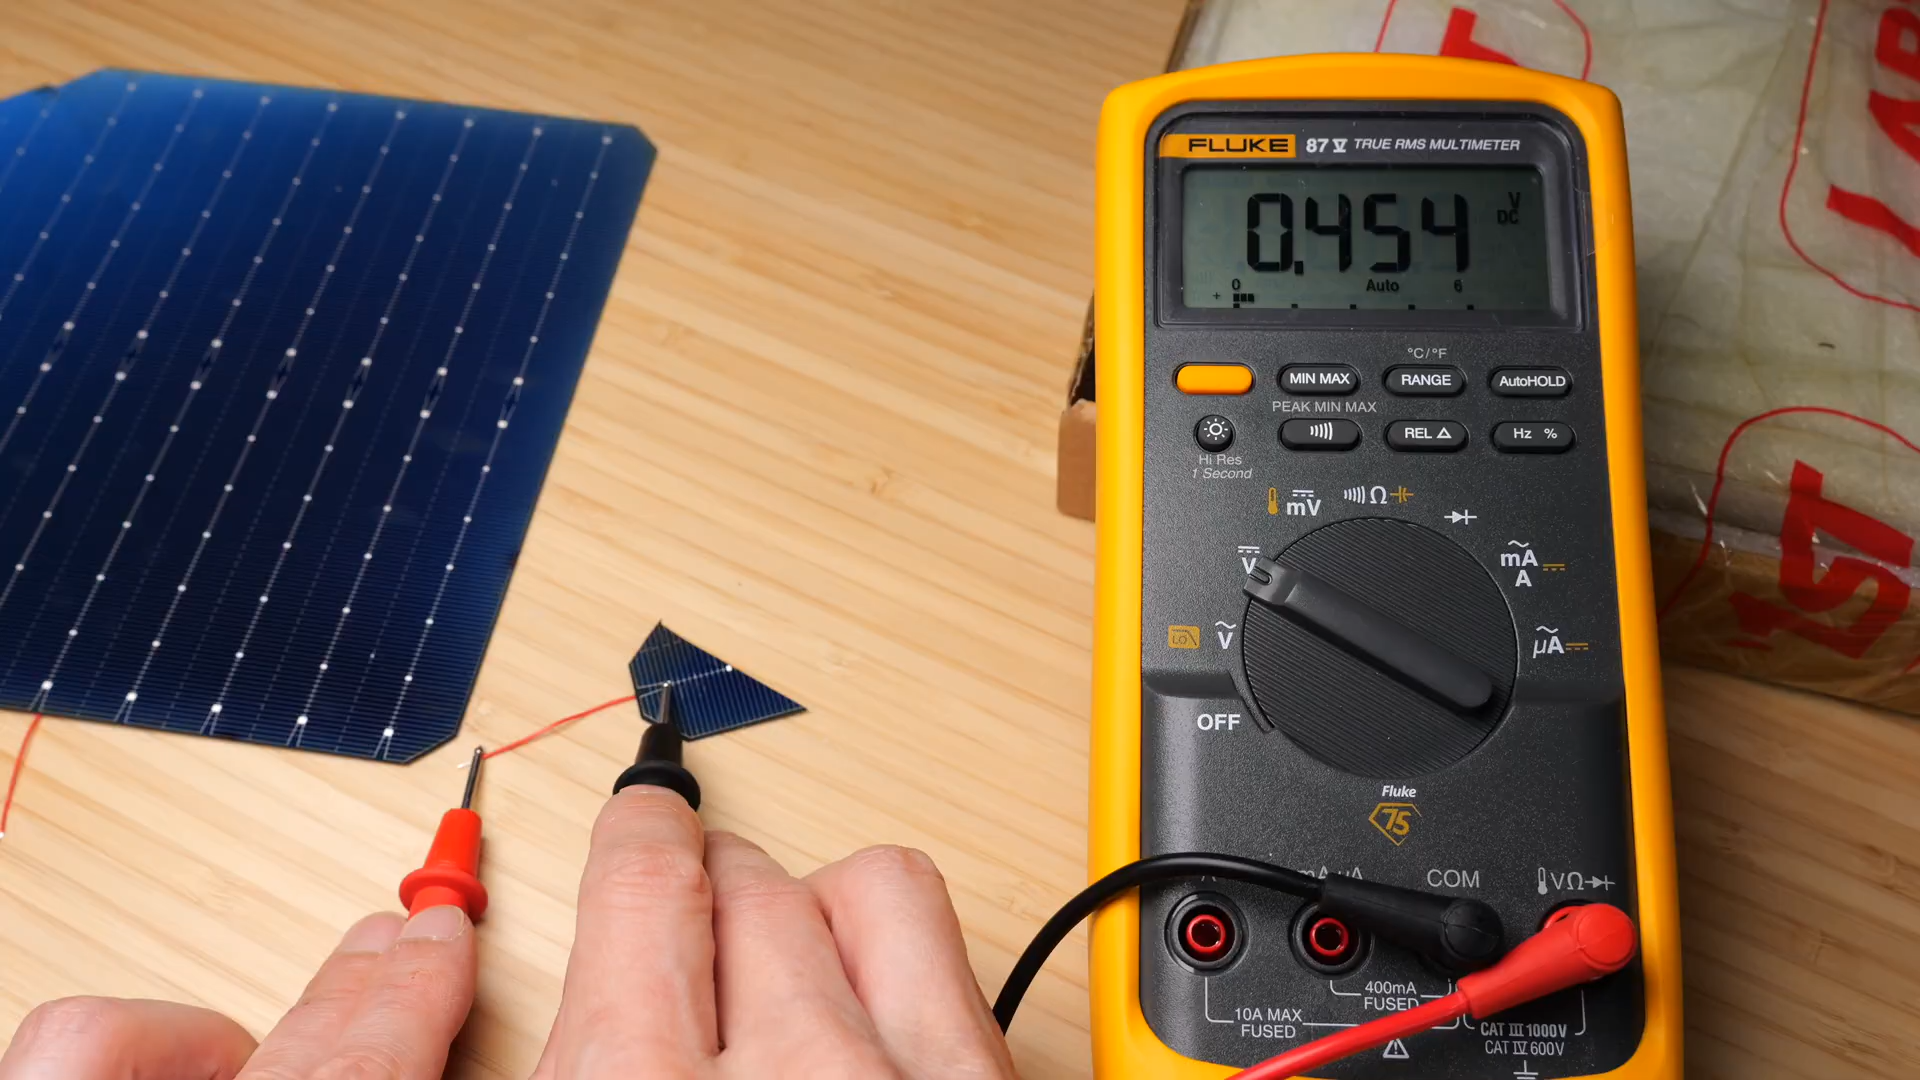 FLUKE 87 V TRUE RMS MULTIMETER
0.454 V DC
0 Auto 6
+
°C/°F
MIN MAX RANGE AutoHOLD
PEAK MIN MAX
REL Δ Hz %
Hi Res
1 Second
mV Ω
V
mA
A
LO V
µA
OFF
Fluke
75
COM VΩ
400mA
FUSED
10A MAX
FUSED
CAT III 1000V
CAT IV 600V